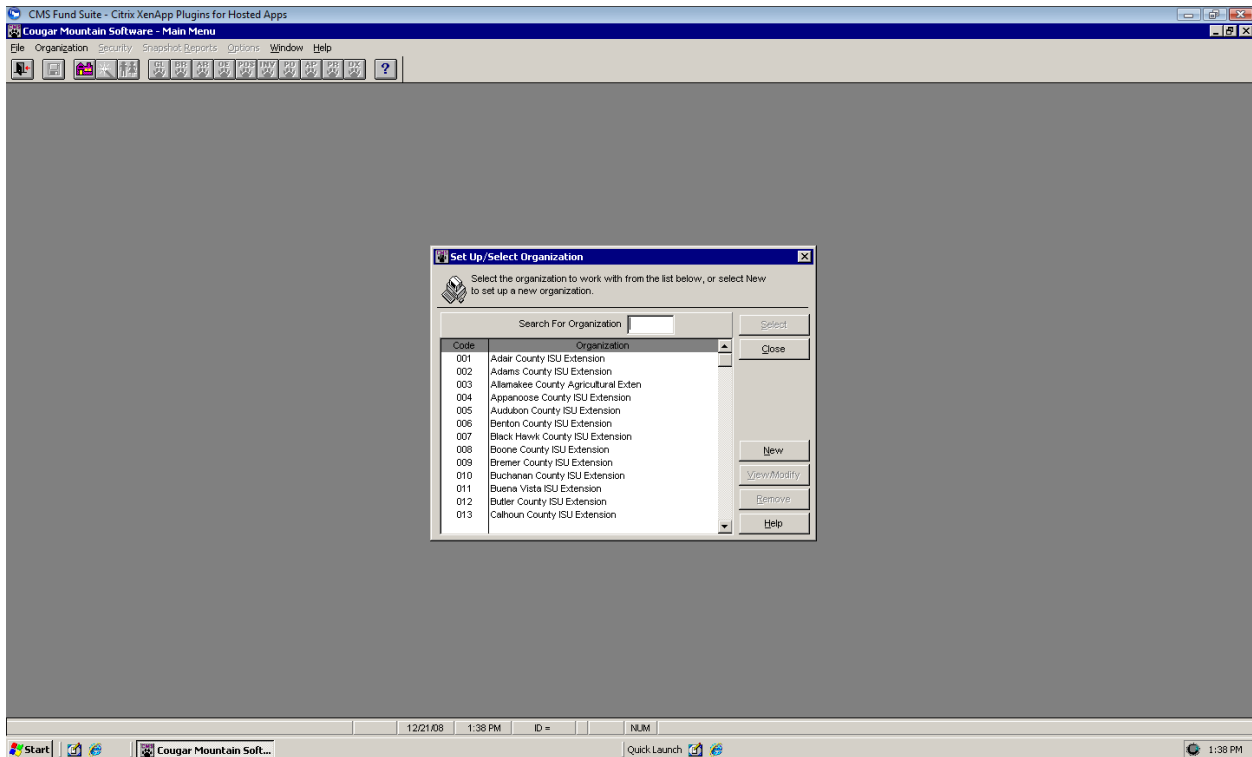 CMS Fund Suite - Citrix XenApp Plugins for Hosted Apps
Cougar Mountain Software - Main Menu
File Organization Security Snapshot Reports Options Window Help
GL BR AR OE POS INV PO AP PR DX ?
Set Up/Select Organization
Select the organization to work with from the list below, or select New
to set up a new organization.
Search For Organization
Select
Code Organization
Close
001 Adair County ISU Extension
002 Adams County ISU Extension
003 Allamakee County Agricultural Exten
004 Appanoose County ISU Extension
005 Audubon County ISU Extension
006 Benton County ISU Extension
007 Black Hawk County ISU Extension
008 Boone County ISU Extension
New
009 Bremer County ISU Extension
010 Buchanan County ISU Extension
View/Modify
011 Buena Vista ISU Extension
012 Butler County ISU Extension
Remove
013 Calhoun County ISU Extension
Help
12/21/08 1:38 PM ID = NUM
Start Cougar Mountain Soft... Quick Launch 1:38 PM